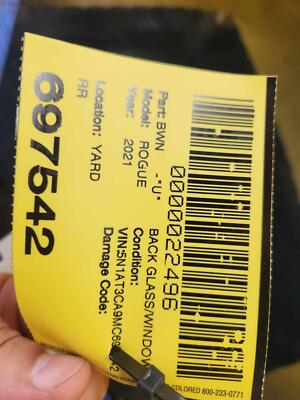 0000022496
Part: BWN -*U* BACK GLASS/WINDOW
Model: ROGUE Condition:
Year: 2021
Location: YARD Damage Code:
RR
697542
COLORED 800-233-0771